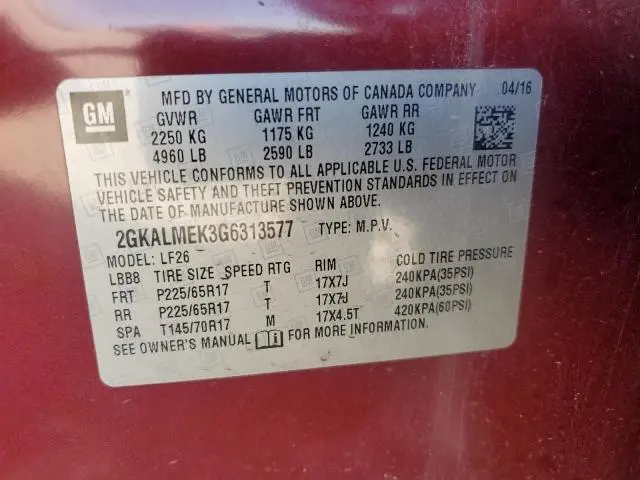 GM
MFD BY GENERAL MOTORS OF CANADA COMPANY 04/16
GVWR GAWR FRT GAWR RR
2250 KG 1175 KG 1240 KG
4960 LB 2590 LB 2733 LB
THIS VEHICLE CONFORMS TO ALL APPLICABLE U.S. FEDERAL MOTOR
VEHICLE SAFETY AND THEFT PREVENTION STANDARDS IN EFFECT ON
THE DATE OF MANUFACTURE SHOWN ABOVE.
2GKALMEK3G6313577 TYPE: M.P.V.
MODEL: LF26
LBB8 TIRE SIZE SPEED RTG RIM COLD TIRE PRESSURE
FRT P225/65R17 T 17X7J 240KPA(35PSI)
RR P225/65R17 T 17X7J 240KPA(35PSI)
SPA T145/70R17 M 17X4.5T 420KPA(60PSI)
SEE OWNER'S MANUAL FOR MORE INFORMATION.